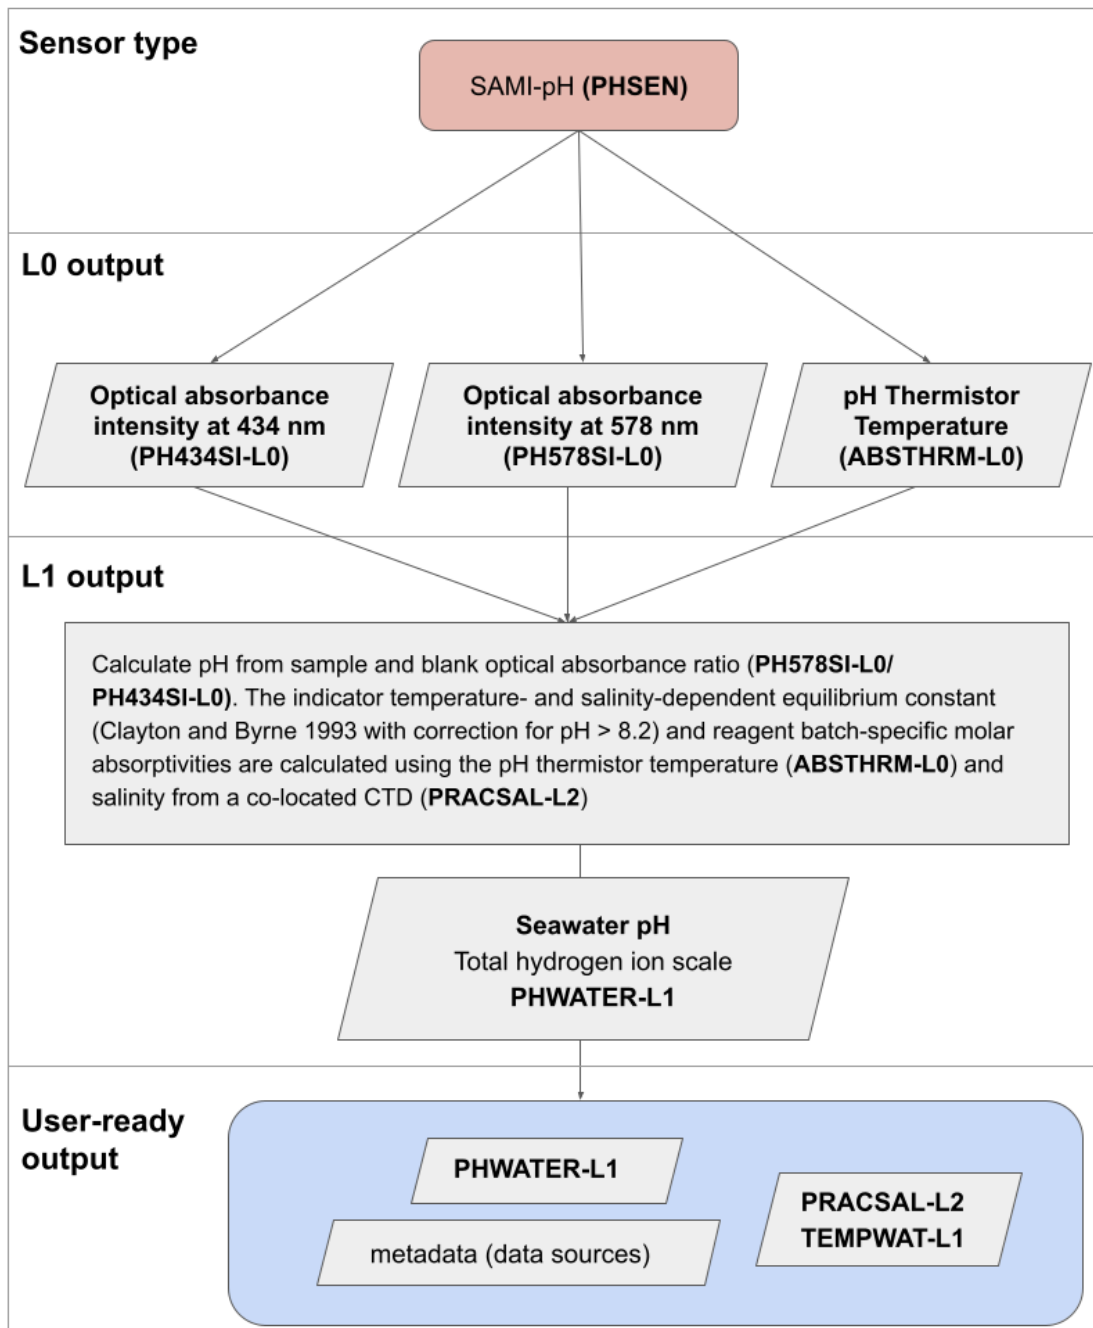 Sensor type
SAMI-pH (PHSEN)
L0 output
Optical absorbance
intensity at 434 nm
(PH434SI-L0)
Optical absorbance
intensity at 578 nm
(PH578SI-L0)
pH Thermistor
Temperature
(ABSTHRM-L0)
L1 output
Calculate pH from sample and blank optical absorbance ratio (PH578SI-L0/
PH434SI-L0). The indicator temperature- and salinity-dependent equilibrium constant
(Clayton and Byrne 1993 with correction for pH > 8.2) and reagent batch-specific molar
absorptivities are calculated using the pH thermistor temperature (ABSTHRM-L0) and
salinity from a co-located CTD (PRACSAL-L2)
Seawater pH
Total hydrogen ion scale
PHWATER-L1
User-ready
output
PHWATER-L1
metadata (data sources)
PRACSAL-L2
TEMPWAT-L1